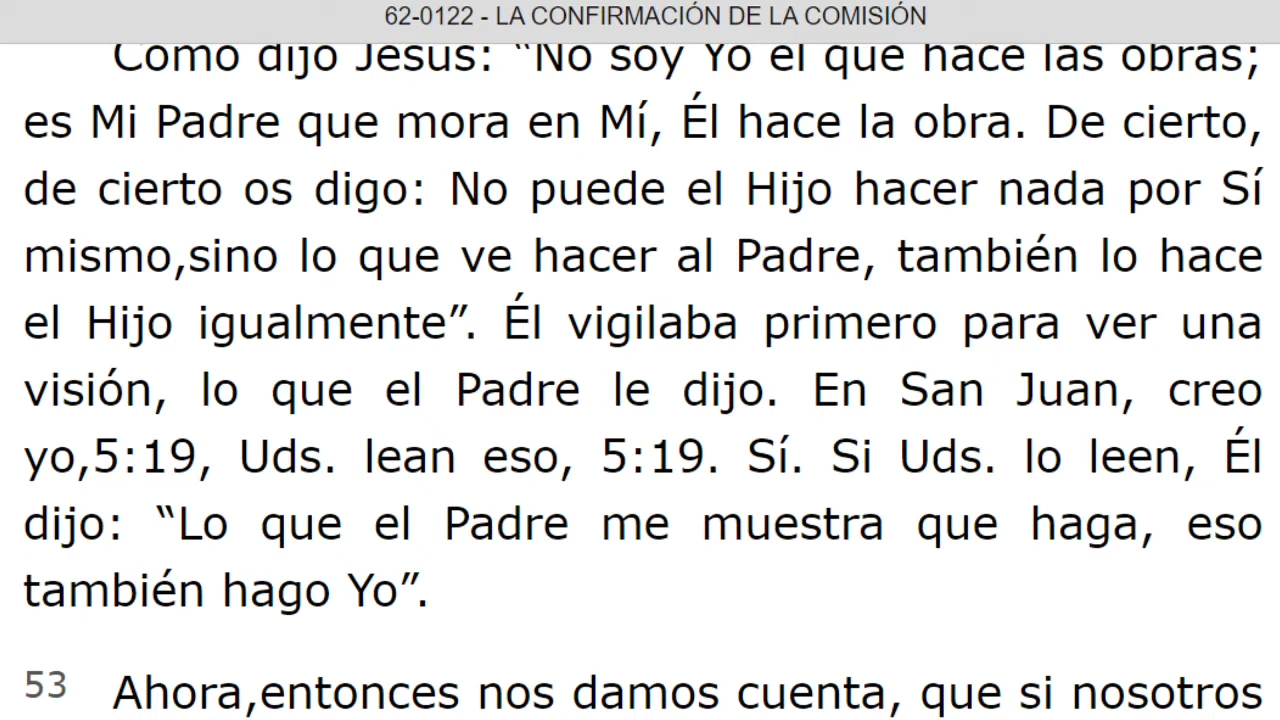 62-0122 - LA CONFIRMACIÓN DE LA COMISIÓN
Como dijo Jesús: “No soy Yo el que hace las obras;
es Mi Padre que mora en Mí, Él hace la obra. De cierto,
de cierto os digo: No puede el Hijo hacer nada por Sí
mismo,sino lo que ve hacer al Padre, también lo hace
el Hijo igualmente”. Él vigilaba primero para ver una
visión, lo que el Padre le dijo. En San Juan, creo
yo,5:19, Uds. lean eso, 5:19. Sí. Si Uds. lo leen, Él
dijo: “Lo que el Padre me muestra que haga, eso
también hago Yo”.
53 Ahora,entonces nos damos cuenta, que si nosotros